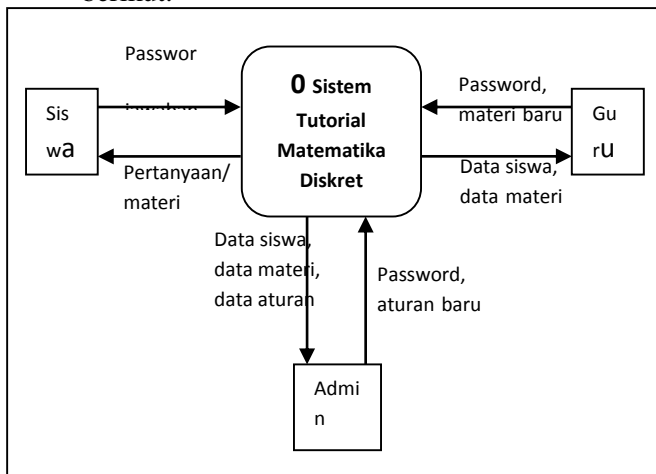 Passwor
Sis
wa
Pertanyaan/
materi
0 Sistem
Tutorial
Matematika
Diskret
Password,
materi baru
Gu
ru
Data siswa,
data materi
Data siswa,
data materi,
data aturan
Password,
aturan baru
Admi
n